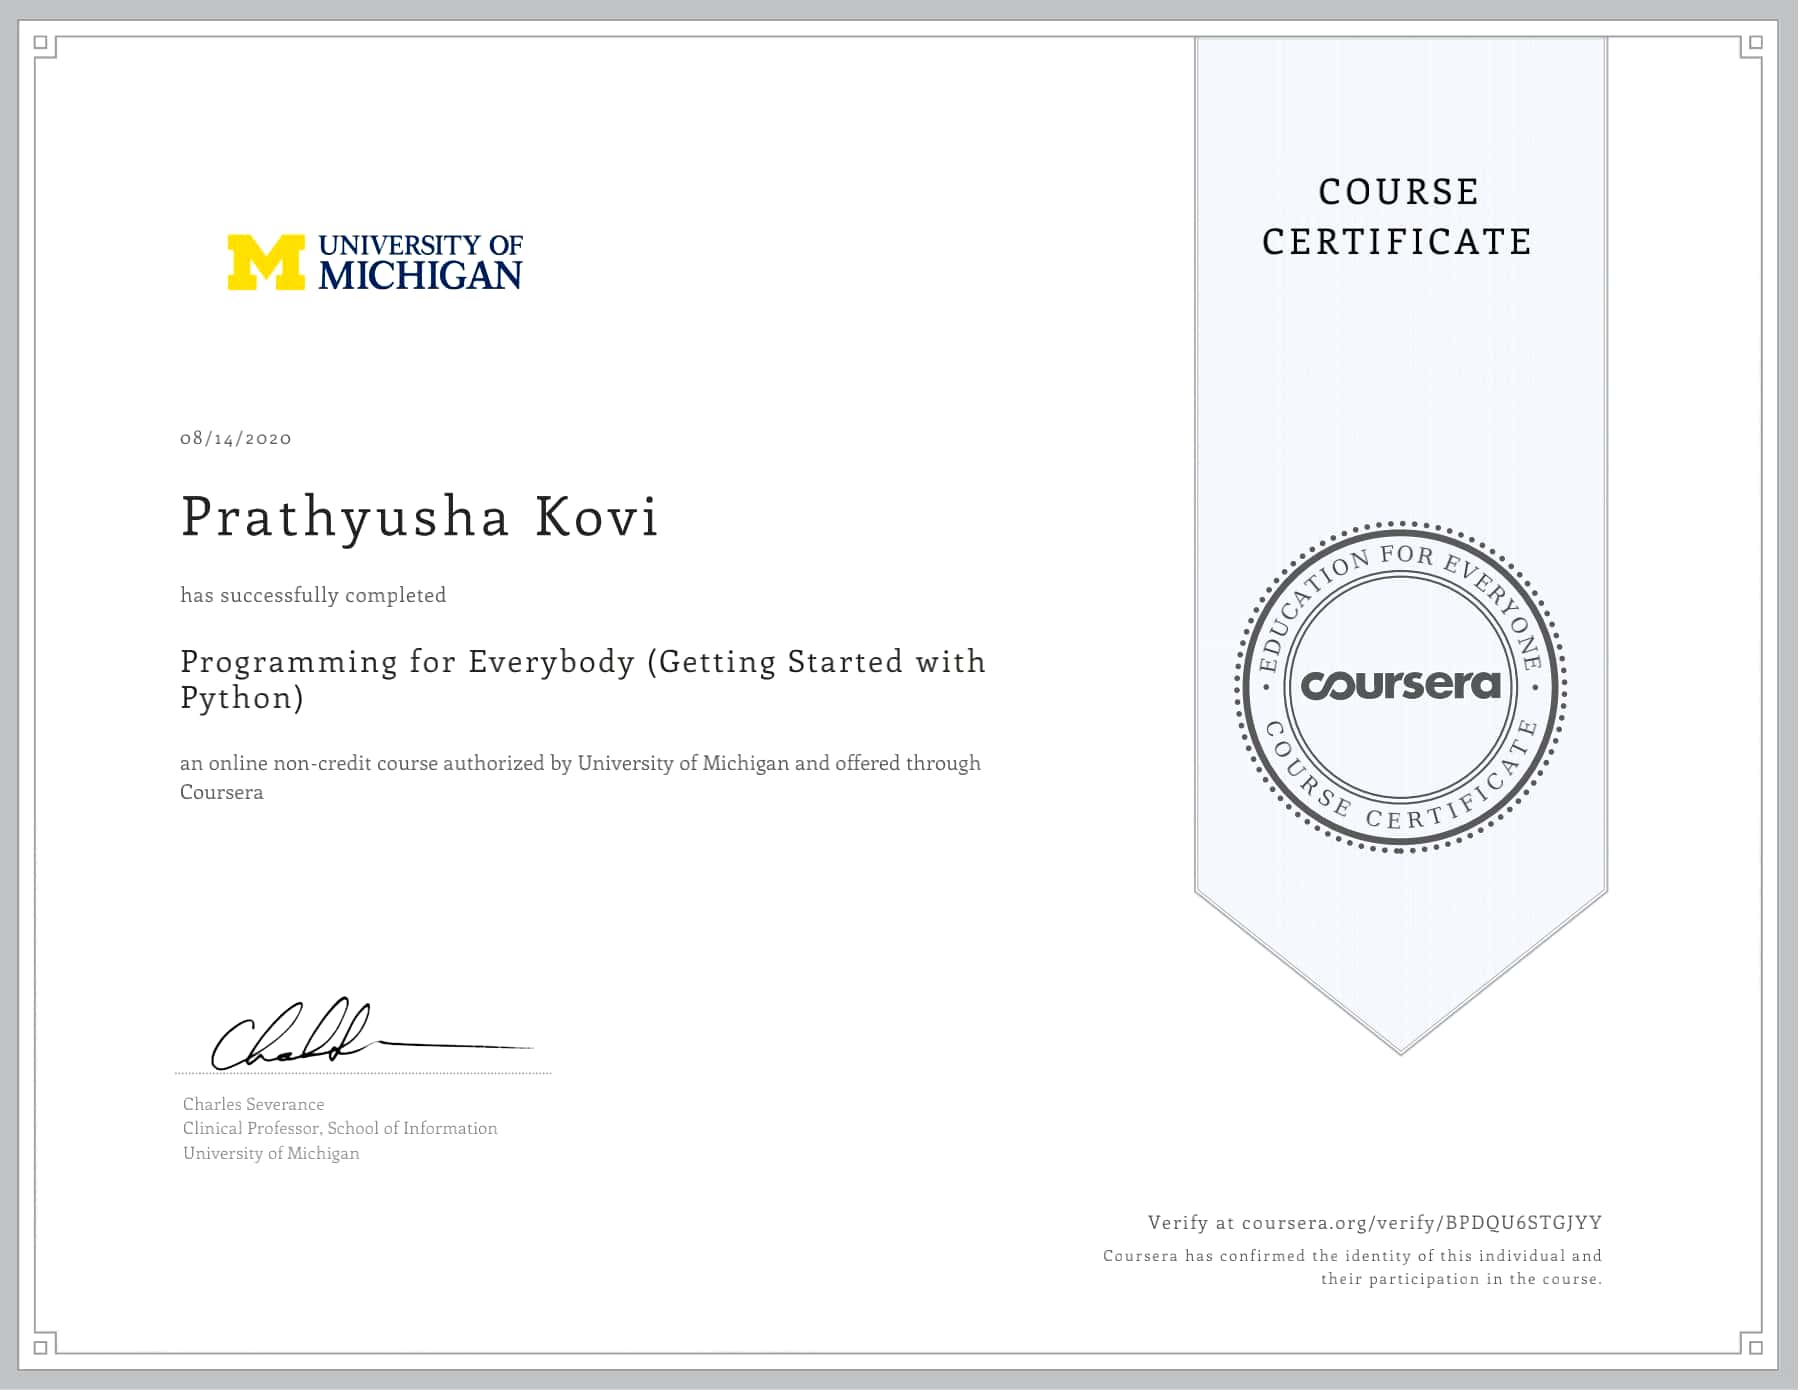 COURSE
CERTIFICATE
M UNIVERSITY OF
MICHIGAN
08/14/2020
Prathyusha Kovi
has successfully completed
Programming for Everybody (Getting Started with
Python)
an online non-credit course authorized by University of Michigan and offered through
Coursera
EDUCATION FOR EVERYONE
coursera
COURSE CERTIFICATE
Charles Severance
Clinical Professor, School of Information
University of Michigan
Verify at coursera.org/verify/BPDQU6STGJYY
Coursera has confirmed the identity of this individual and
their participation in the course.